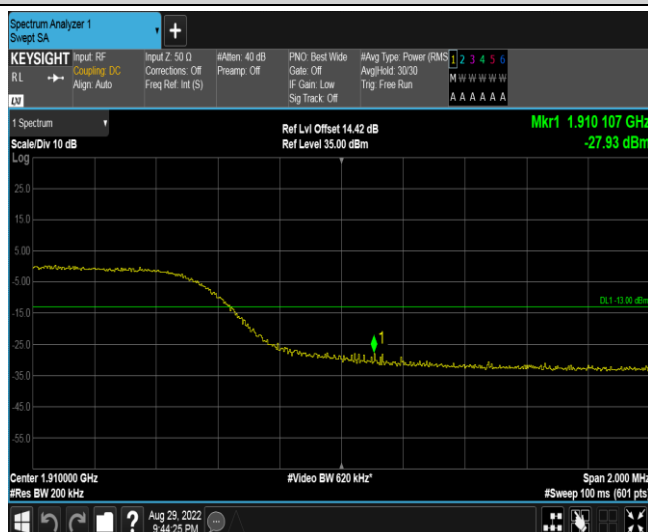 Spectrum Analyzer 1
Swept SA
+
KEYSIGHT
RL
Input: RF
Coupling: DC
Align: Auto
Input Z: 50 Ω
Corrections: Off
Freq Ref: Int (S)
#Atten: 40 dB
Preamp: Off
PNO: Best Wide
Gate: Off
IF Gain: Low
Sig Track: Off
#Avg Type: Power (RMS
Avg|Hold: 30/30
Trig: Free Run
1 2 3 4 5 6
M W W W W W
A A A A A A
LXI
1 Spectrum
Scale/Div 10 dB
Log
Ref Lvl Offset 14.42 dB
Ref Level 35.00 dBm
Mkr1 1.910 107 GHz
-27.93 dBm
25.0
15.0
5.00
-5.00
-15.0
-25.0
-35.0
-45.0
-55.0
DL1 -13.00 dBm
1
Center 1.910000 GHz
#Res BW 200 kHz
#Video BW 620 kHz*
Span 2.000 MHz
#Sweep 100 ms (601 pts)
?
Aug 29, 2022
9:44:25 PM